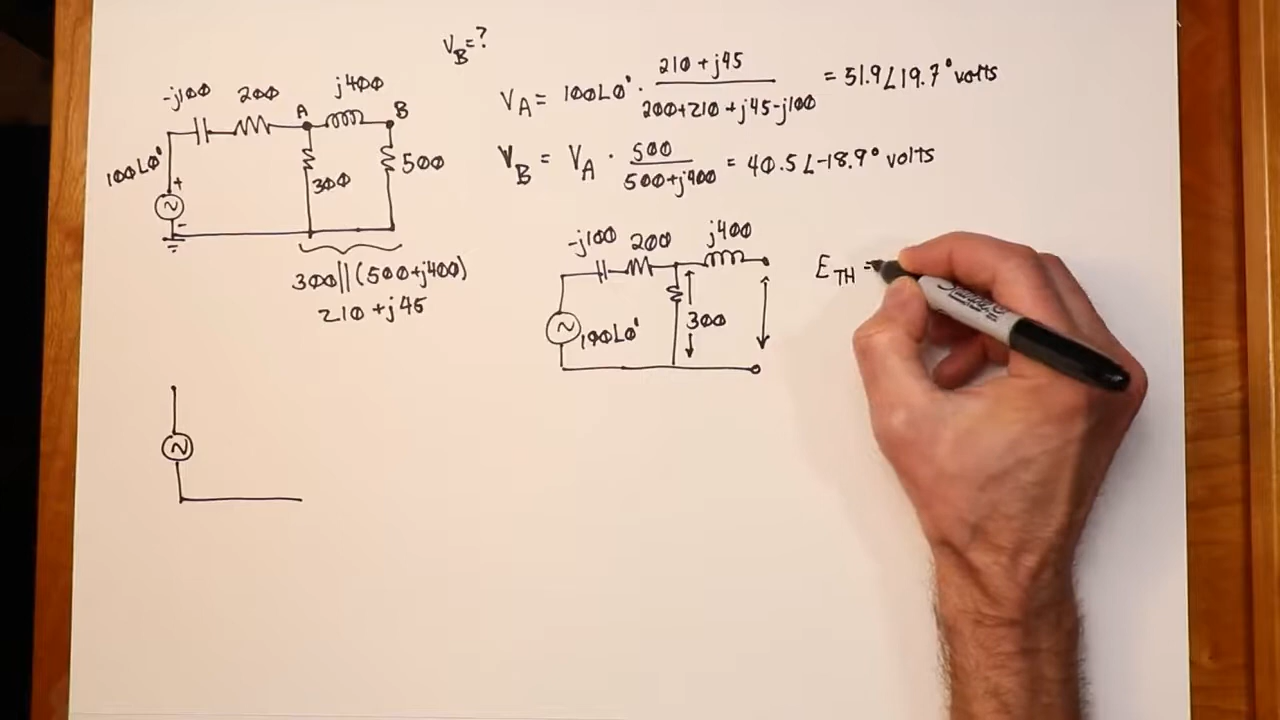 V_B = ?
-j100 200 j400
A B
100∠0°
+
-
300
500
300||(500+j400)
210 + j45
V_A = 100∠0° · (210 + j45)/(200+210 + j45-j100) = 51.9∠19.7° volts
V_B = V_A · 500/(500+j400) = 40.5∠-18.9° volts
-j100 200 j400
100∠0°
300
E_TH =